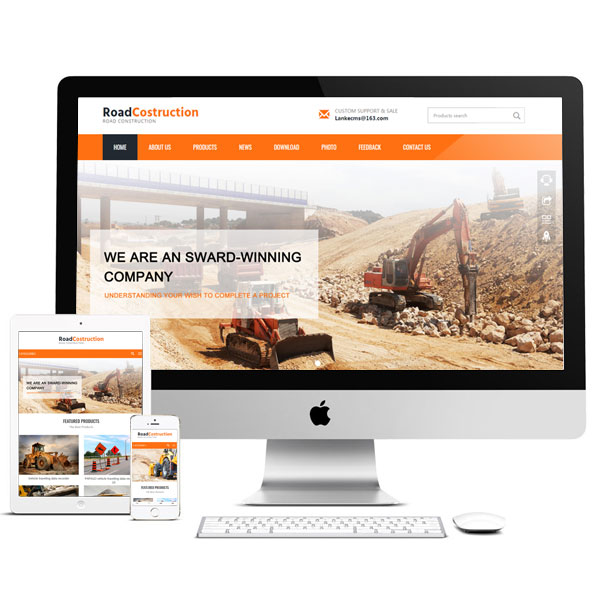 RoadCostruction
ROAD CONSTRUCTION
CUSTOM SUPPORT & SALE
Lankecms@163.com
Products search
HOME ABOUT US PRODUCTS NEWS DOWNLOAD PHOTO FEEDBACK CONTACT US
WE ARE AN SWARD-WINNING
COMPANY
UNDERSTANDING YOUR WISH TO COMPLETE A PROJECT
RoadCostruction
WE ARE AN SWARD-WINNING
COMPANY
FEATURED PRODUCTS
RoadCostruction
FEATURED PRODUCTS